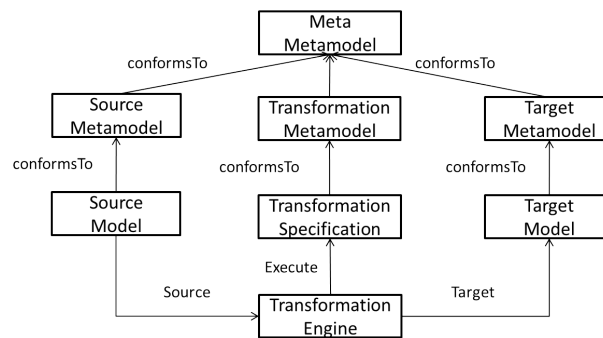 Meta
Metamodel
conformsTo
conformsTo
Source
Metamodel
Transformation
Metamodel
Target
Metamodel
conformsTo
conformsTo
conformsTo
Source
Model
Transformation
Specification
Target
Model
Execute
Source
Target
Transformation
Engine